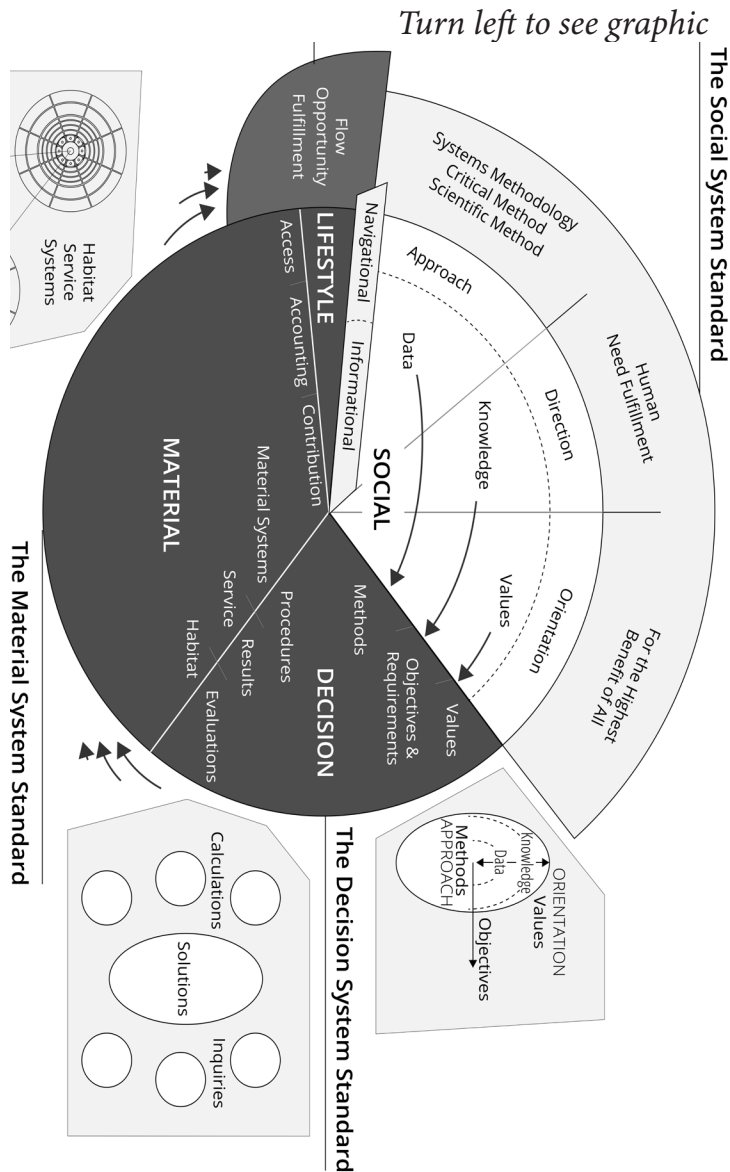 Turn left to see graphic
The Social System Standard
Systems Methodology
Critical Method
Scientific Method
Human
Need Fulfillment
For the Highest
Benefit of All
Approach
Direction
Orientation
Data
Knowledge
Values
SOCIAL
Navigational
Informational
Flow
Opportunity
Fulfillment
LIFESTYLE
Access
Accounting
Contribution
MATERIAL
Material Systems
Service
Habitat
DECISION
Methods
Objectives &
Requirements
Values
Procedures
Results
Evaluations
Habitat
Service
Systems
ORIENTATION
Values
Knowledge
Data
Methods
APPROACH
Objectives
The Decision System Standard
Calculations
Solutions
Inquiries
The Material System Standard